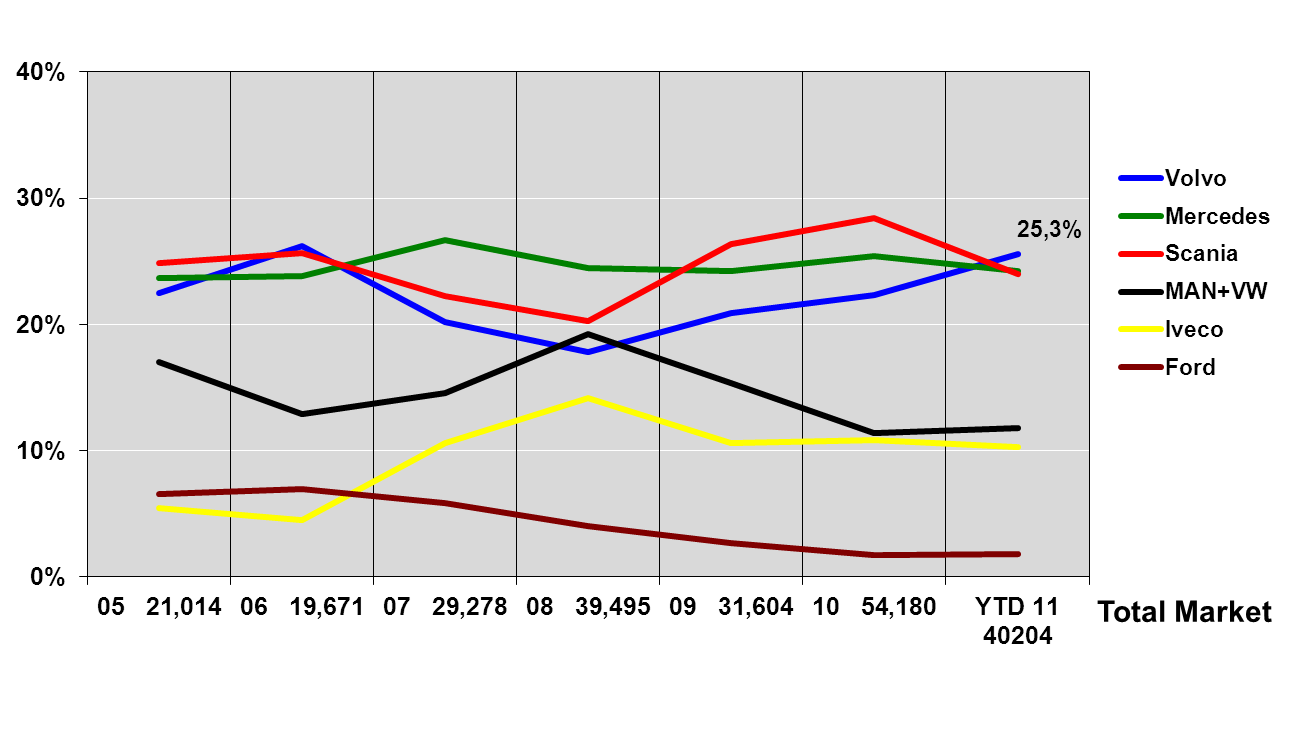 40%
30%
20%
10%
0%
25,3%
Volvo
Mercedes
Scania
MAN+VW
Iveco
Ford
05 21,014 06 19,671 07 29,278 08 39,495 09 31,604 10 54,180 YTD 11
40204
Total Market